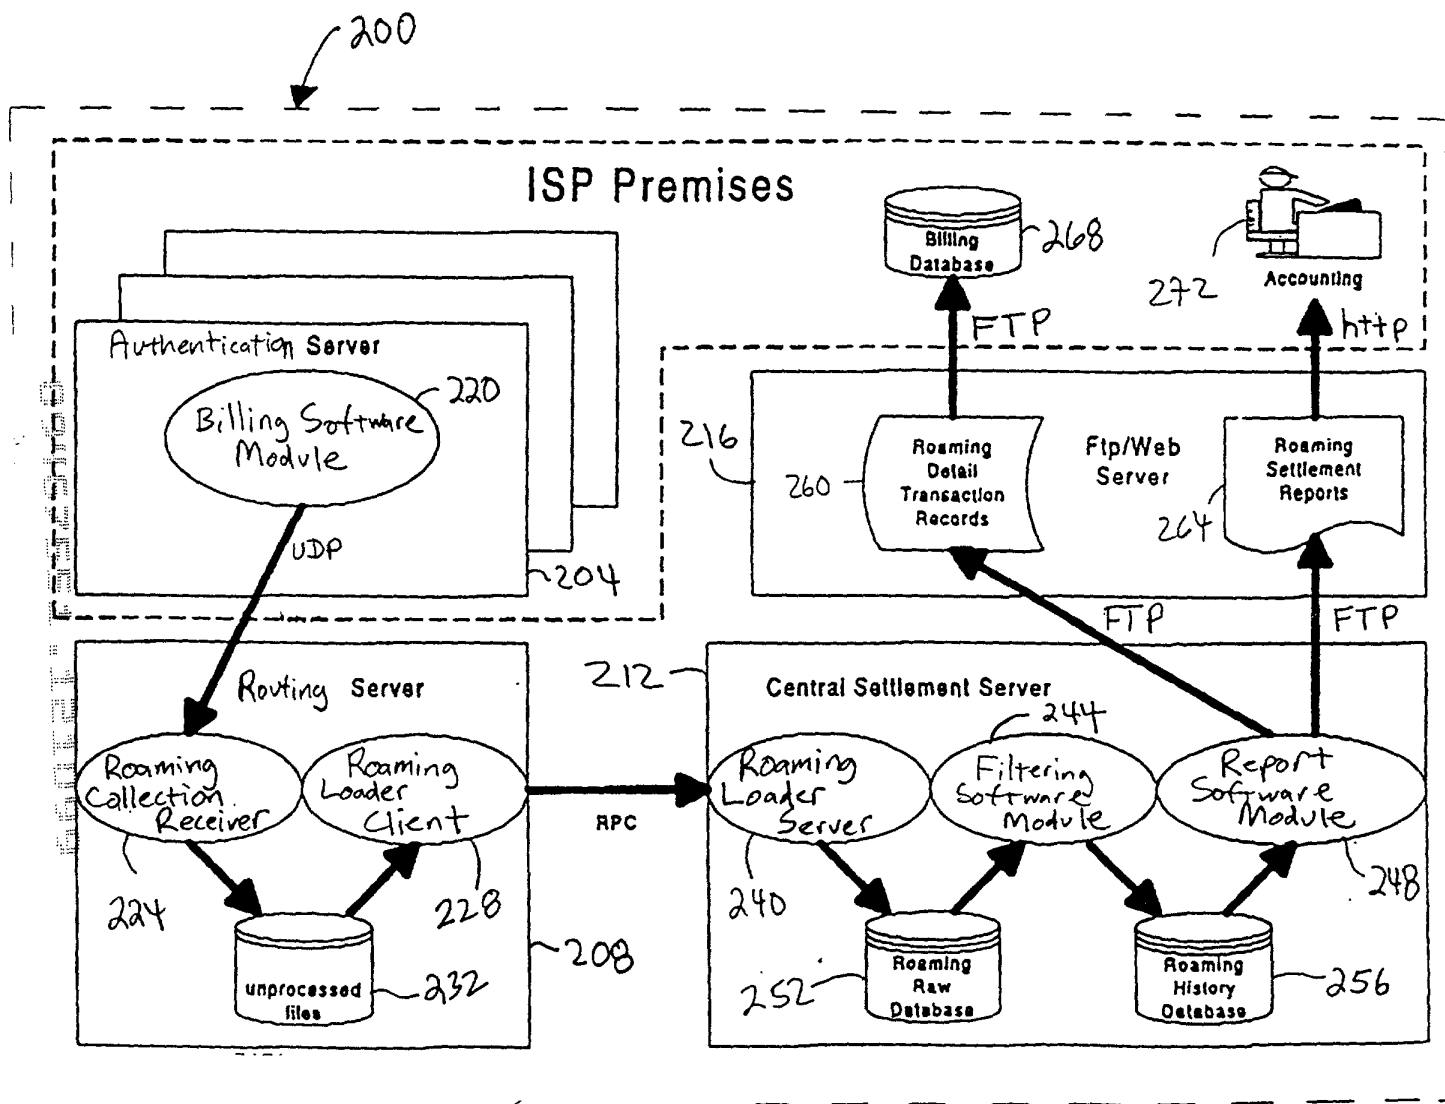 200
ISP Premises
Billing
Database
268
272
Accounting
FTP
http
Authentication Server
220
Billing Software
Module
UDP
204
216
260
Roaming
Detail
Transaction
Records
Ftp/Web
Server
264
Roaming
Settlement
Reports
FTP
FTP
Routing Server
212
Central Settlement Server
244
Roaming
Collection
Receiver
Roaming
Loader
Client
RPC
Roaming
Loader
Server
Filtering
Software
Module
Report
Software
Module
224
228
240
248
208
unprocessed
files
232
252
Roaming
Raw
Database
Roaming
History
Database
256